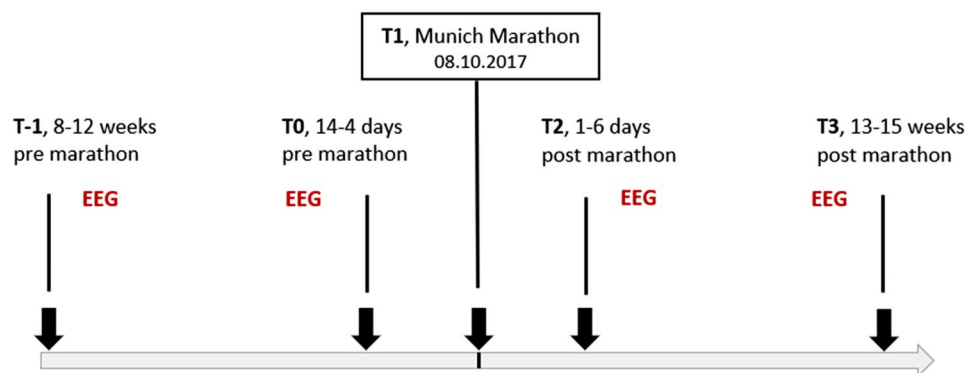 T1, Munich Marathon
08.10.2017
T-1, 8-12 weeks
pre marathon
EEG
T0, 14-4 days
pre marathon
EEG
T2, 1-6 days
post marathon
EEG
T3, 13-15 weeks
post marathon
EEG